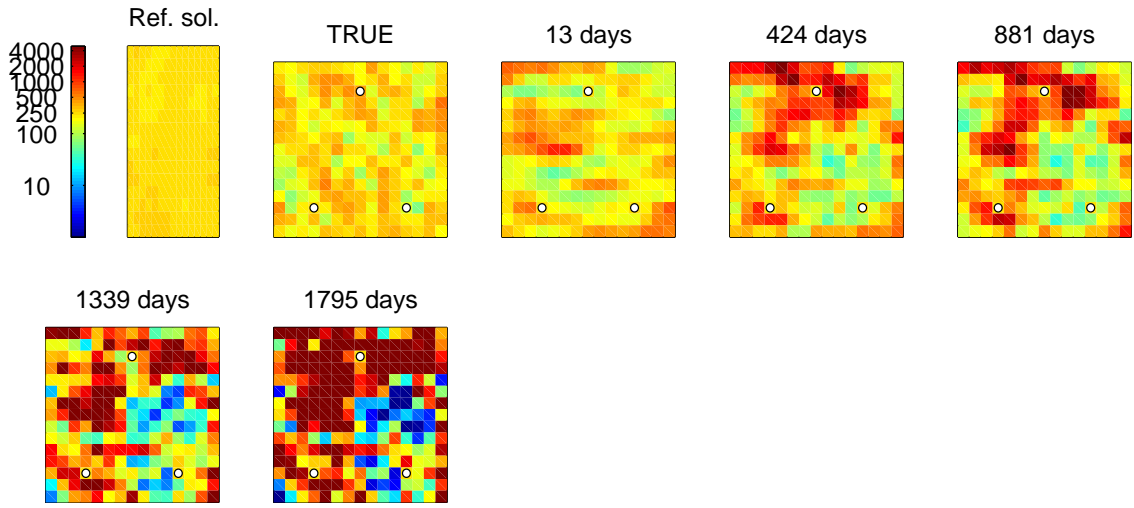 Ref. sol.
TRUE
13 days
424 days
881 days
4000
2000
1000
500
250
100
10
1339 days
1795 days